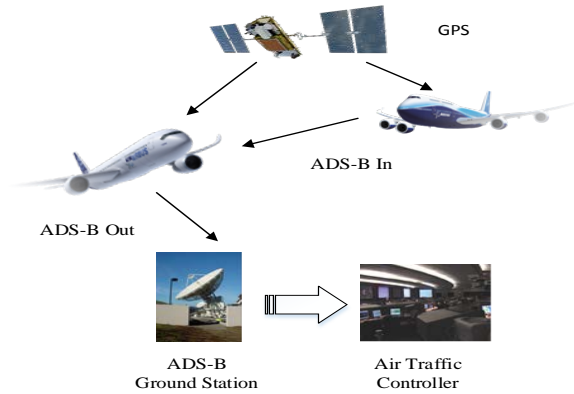 GPS
ADS-B In
ADS-B Out
ADS-B
Ground Station
Air Traffic
Controller